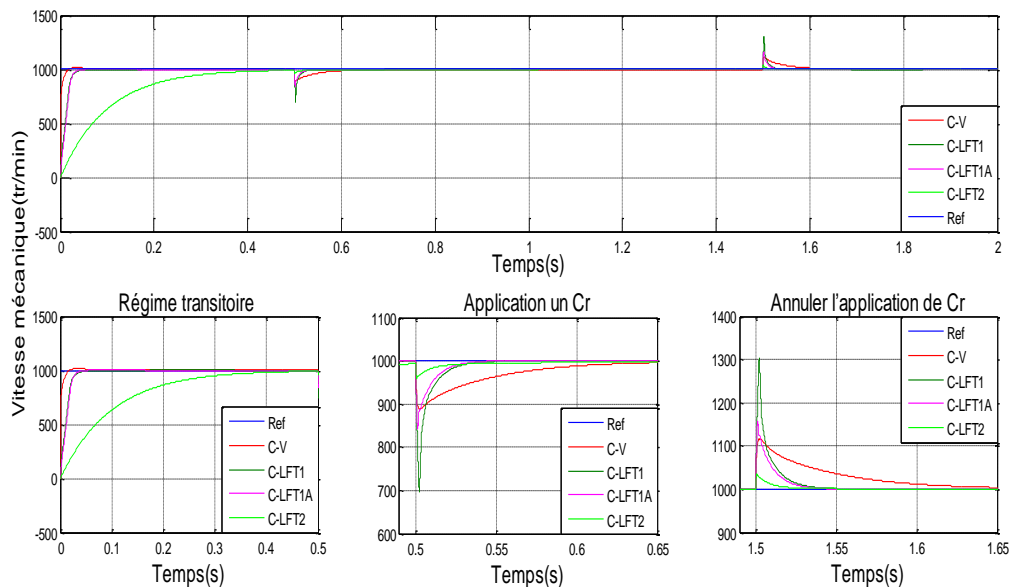 Vitesse mécanique(tr/min)
1500
1000
500
0
-500
0
0.2
0.4
0.6
0.8
1
1.2
1.4
1.6
1.8
2
Temps(s)
C-V
C-LFT1
C-LFT1A
C-LFT2
Ref
Régime transitoire
1500
1000
500
0
-500
0
0.1
0.2
0.3
0.4
0.5
Temps(s)
Ref
C-V
C-LFT1
C-LFT1A
C-LFT2
Application un Cr
1100
1000
900
800
700
600
0.5
0.55
0.6
0.65
Temps(s)
Ref
C-V
C-LFT1
C-LFT1A
C-LFT2
Annuler l'application de Cr
1400
1300
1200
1100
1000
900
1.5
1.55
1.6
1.65
Temps(s)
Ref
C-V
C-LFT1
C-LFT1A
C-LFT2